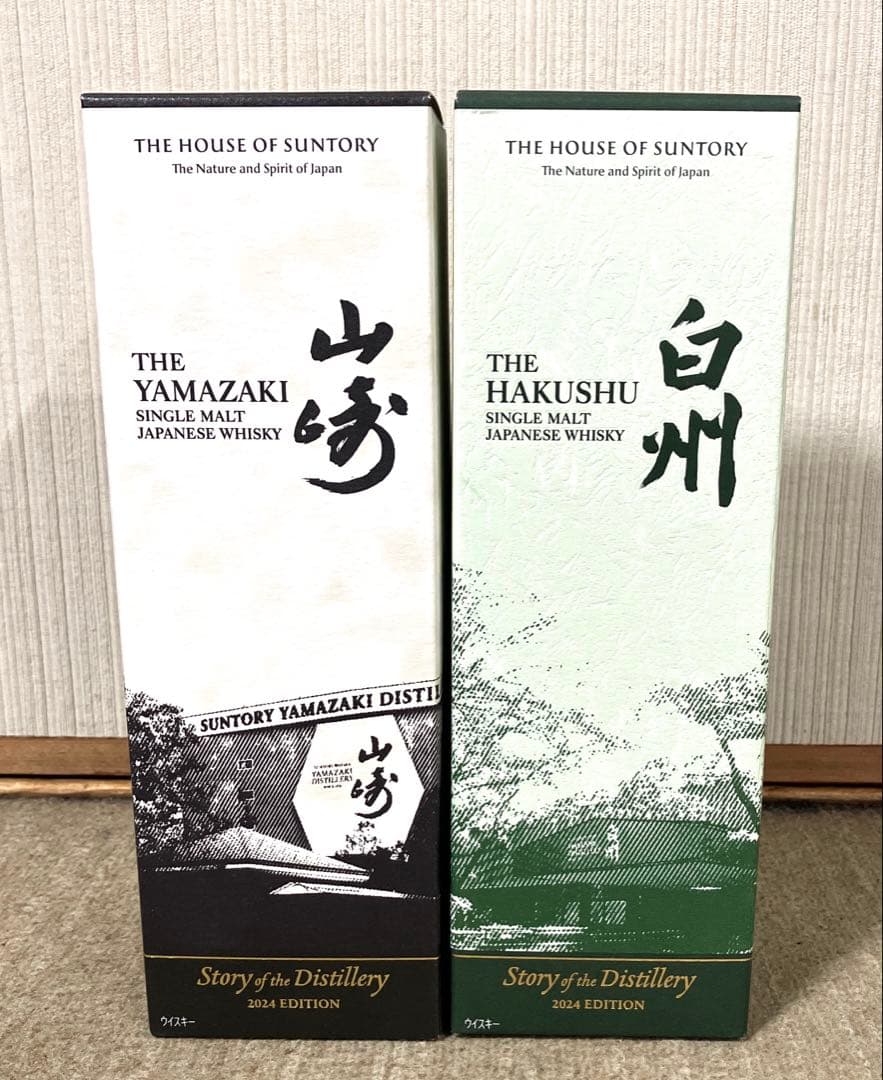 THE HOUSE OF SUNTORY
The Nature and Spirit of Japan
THE
YAMAZAKI
SINGLE MALT
JAPANESE WHISKY
山崎
SUNTORY YAMAZAKI DISTIL
YAMAZAKI
DISTILLERY
山崎
Story of the Distillery
2024 EDITION
ウイスキー
THE HOUSE OF SUNTORY
The Nature and Spirit of Japan
THE
HAKUSHU
SINGLE MALT
JAPANESE WHISKY
白州
Story of the Distillery
2024 EDITION
ウイスキー